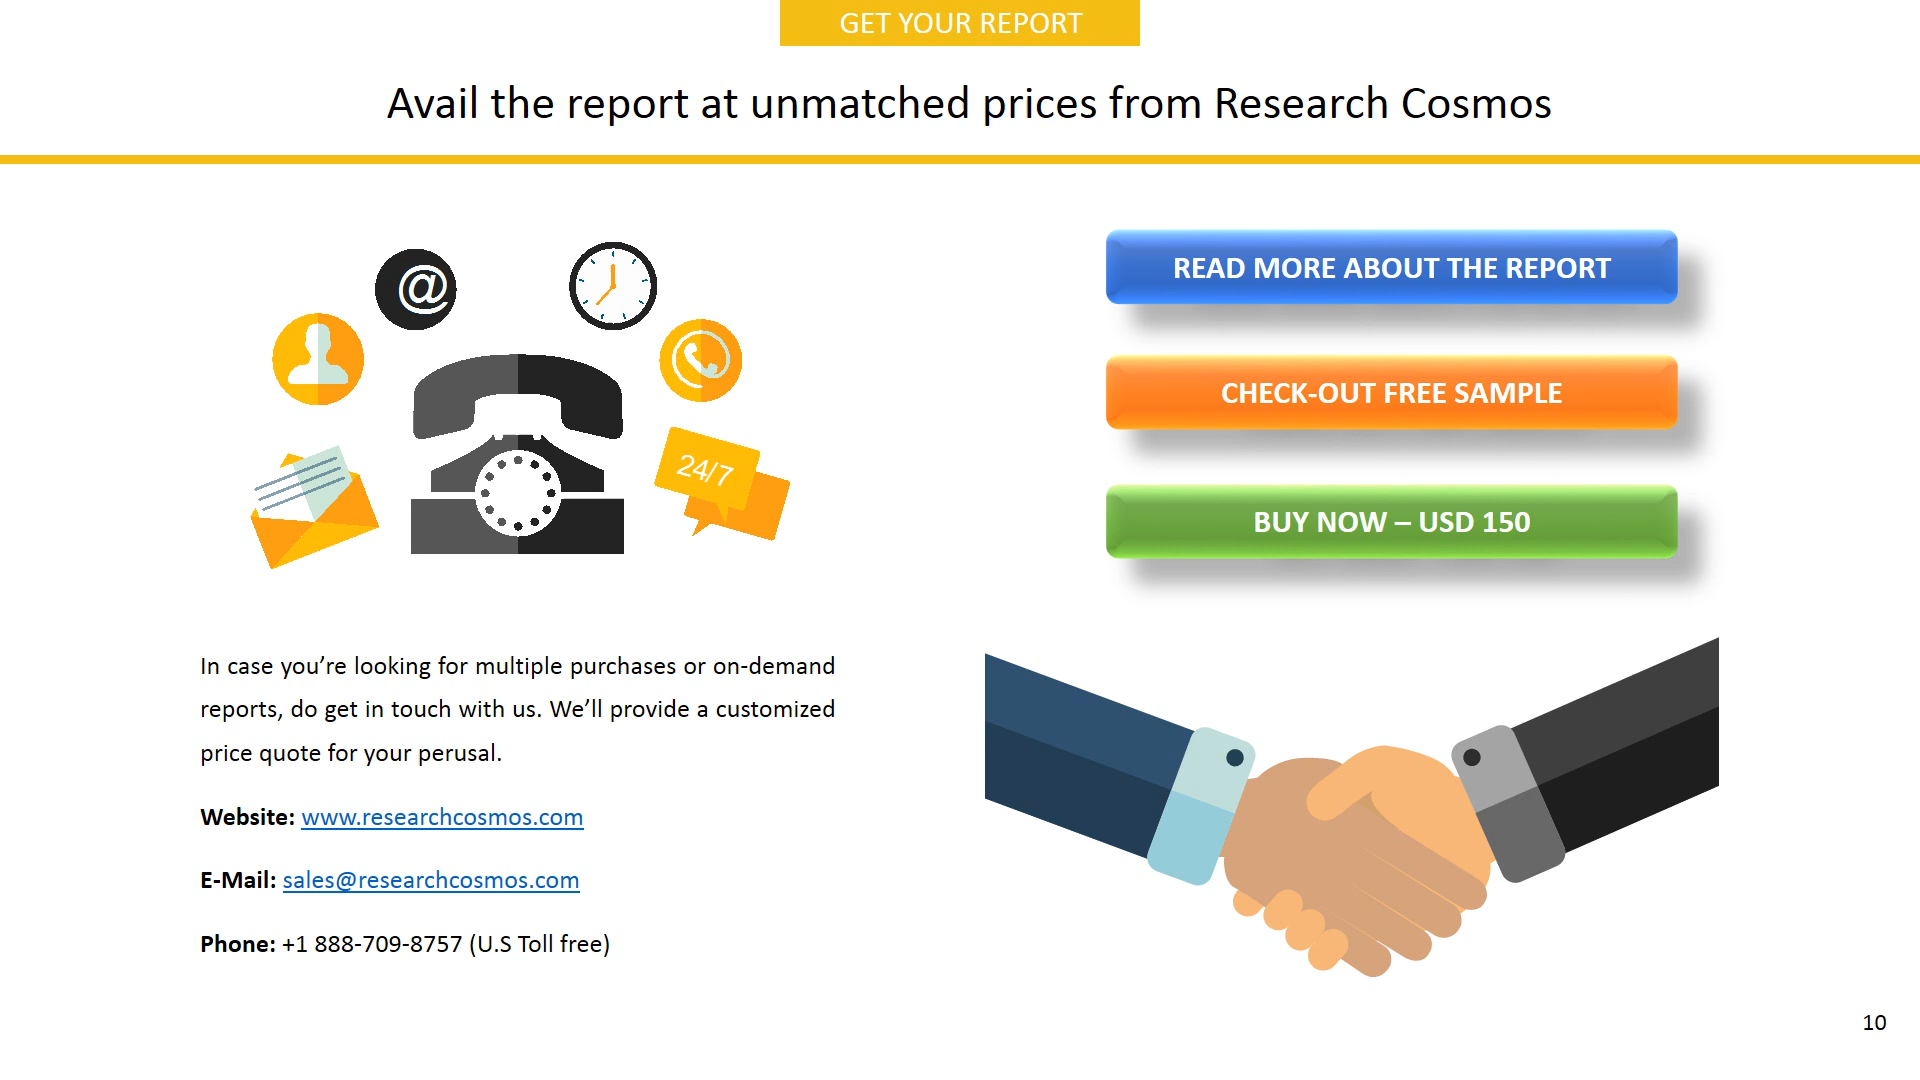 GET YOUR REPORT
Avail the report at unmatched prices from Research Cosmos
@
24/7
READ MORE ABOUT THE REPORT
CHECK-OUT FREE SAMPLE
BUY NOW – USD 150
In case you’re looking for multiple purchases or on-demand
reports, do get in touch with us. We’ll provide a customized
price quote for your perusal.
Website: www.researchcosmos.com
E-Mail: sales@researchcosmos.com
Phone: +1 888-709-8757 (U.S Toll free)
10